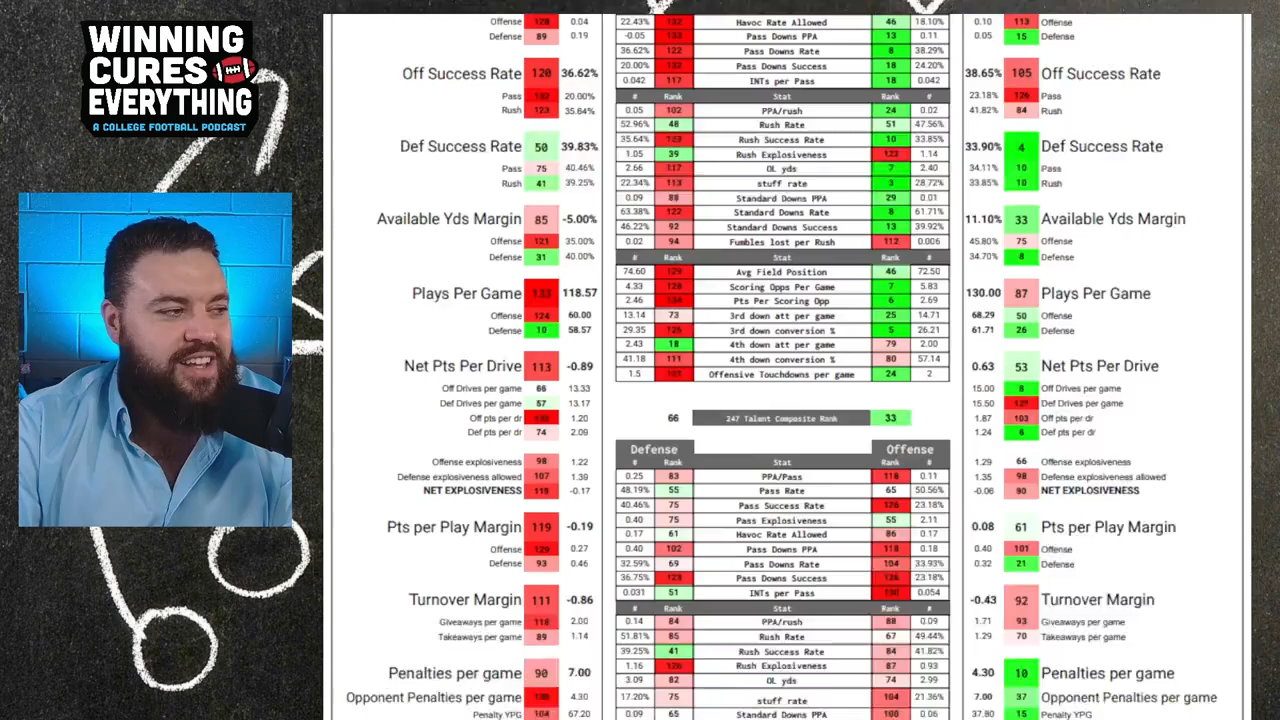 WINNING
CURES
EVERYTHING
A COLLEGE FOOTBALL PODCAST
Offense 128 0.04
Defense 89 0.19
Off Success Rate 120 36.62%
Pass 132 20.00%
Rush 123 35.64%
Def Success Rate 50 39.83%
Pass 75 40.46%
Rush 41 39.25%
Available Yds Margin 85 -5.00%
Offense 121 35.00%
Defense 31 40.00%
Plays Per Game 133 118.57
Offense 124 60.00
Defense 10 58.57
Net Pts Per Drive 113 -0.89
Off Drives per game 66 13.33
Def Drives per game 57 13.17
Off pts per dr 1.20
Def pts per dr 74 2.09
Offense explosiveness 98 1.22
Defense explosiveness allowed 107 1.39
NET EXPLOSIVENESS 119 -0.17
Pts per Play Margin 119 -0.19
Offense 129 0.27
Defense 93 0.46
Turnover Margin 111 -0.86
Giveaways per game 118 2.00
Takeaways per game 89 1.14
Penalties per game 90 7.00
Opponent Penalties per game 4.30
Penalty YPG 104 67.20
22.43% 132 Havoc Rate Allowed 46 18.10%
-0.05 133 Pass Downs PPA 13 0.11
36.62% 122 Pass Downs Rate 8 38.29%
20.00% 132 Pass Downs Success 18 24.20%
0.042 117 INTs per Pass 18 0.042
# Rank Stat Rank #
0.05 102 PPA/rush 24 0.02
52.96% 48 Rush Rate 51 47.56%
35.64% 123 Rush Success Rate 10 33.85%
1.05 39 Rush Explosiveness 123 1.14
2.66 117 OL yds 7 2.40
22.34% 113 stuff rate 3 28.72%
0.09 88 Standard Downs PPA 29 0.01
63.38% 122 Standard Downs Rate 8 61.71%
46.22% 92 Standard Downs Success 13 39.92%
0.02 94 Fumbles lost per Rush 112 0.006
# Rank Stat Rank #
74.60 129 Avg Field Position 46 72.50
4.33 128 Scoring Opps Per Game 7 5.83
2.46 134 Pts Per Scoring Opp 6 2.69
13.14 73 3rd down att per game 25 14.71
29.35 126 3rd down conversion % 5 26.21
2.43 18 4th down att per game 79 2.00
41.18 111 4th down conversion % 80 57.14
1.5 Offensive Touchdowns per game 24 2
66 247 Talent Composite Rank 33
Defense Offense
# Rank Stat Rank #
0.25 83 PPA/Pass 118 0.11
48.19% 55 Pass Rate 65 50.56%
40.46% 75 Pass Success Rate 126 23.18%
0.40 75 Pass Explosiveness 55 2.11
0.17 61 Havoc Rate Allowed 86 0.17
0.40 102 Pass Downs PPA 118 0.18
32.59% 69 Pass Downs Rate 104 33.93%
36.75% 123 Pass Downs Success 126 23.18%
0.031 51 INTs per Pass 0.054
# Rank Stat Rank #
0.14 84 PPA/rush 88 0.09
51.81% 85 Rush Rate 67 49.44%
39.25% 41 Rush Success Rate 84 41.82%
1.16 126 Rush Explosiveness 87 0.93
3.09 82 OL yds 74 2.99
17.20% 75 stuff rate 104 21.36%
0.09 65 Standard Downs PPA 100 0.06
0.10 113 Offense
0.05 15 Defense
38.65% 105 Off Success Rate
23.18% 126 Pass
41.82% 84 Rush
33.90% 4 Def Success Rate
34.11% 10 Pass
33.85% 10 Rush
11.10% 33 Available Yds Margin
45.80% 75 Offense
34.70% 8 Defense
130.00 87 Plays Per Game
68.29 50 Offense
61.71 26 Defense
0.63 53 Net Pts Per Drive
15.00 8 Off Drives per game
15.50 127 Def Drives per game
1.87 103 Off pts per dr
1.24 6 Def pts per dr
1.29 66 Offense explosiveness
1.35 98 Defense explosiveness allowed
-0.06 80 NET EXPLOSIVENESS
0.08 61 Pts per Play Margin
0.40 101 Offense
0.32 21 Defense
-0.43 92 Turnover Margin
1.71 93 Giveaways per game
1.29 70 Takeaways per game
4.30 10 Penalties per game
7.00 37 Opponent Penalties per game
37.80 15 Penalty YPG